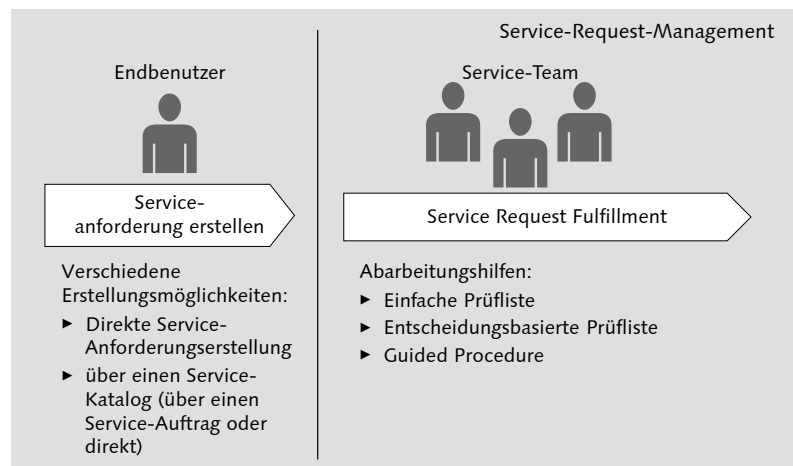 Service-Request-Management
Endbenutzer
Service-
anforderung erstellen
Verschiedene
Erstellungsmöglichkeiten:
► Direkte Service-
Anforderungserstellung
► über einen Service-
Katalog (über einen
Service-Auftrag oder
direkt)
Service-Team
Service Request Fulfillment
Abarbeitungshilfen:
► Einfache Prüfliste
► Entscheidungsbasierte Prüfliste
► Guided Procedure